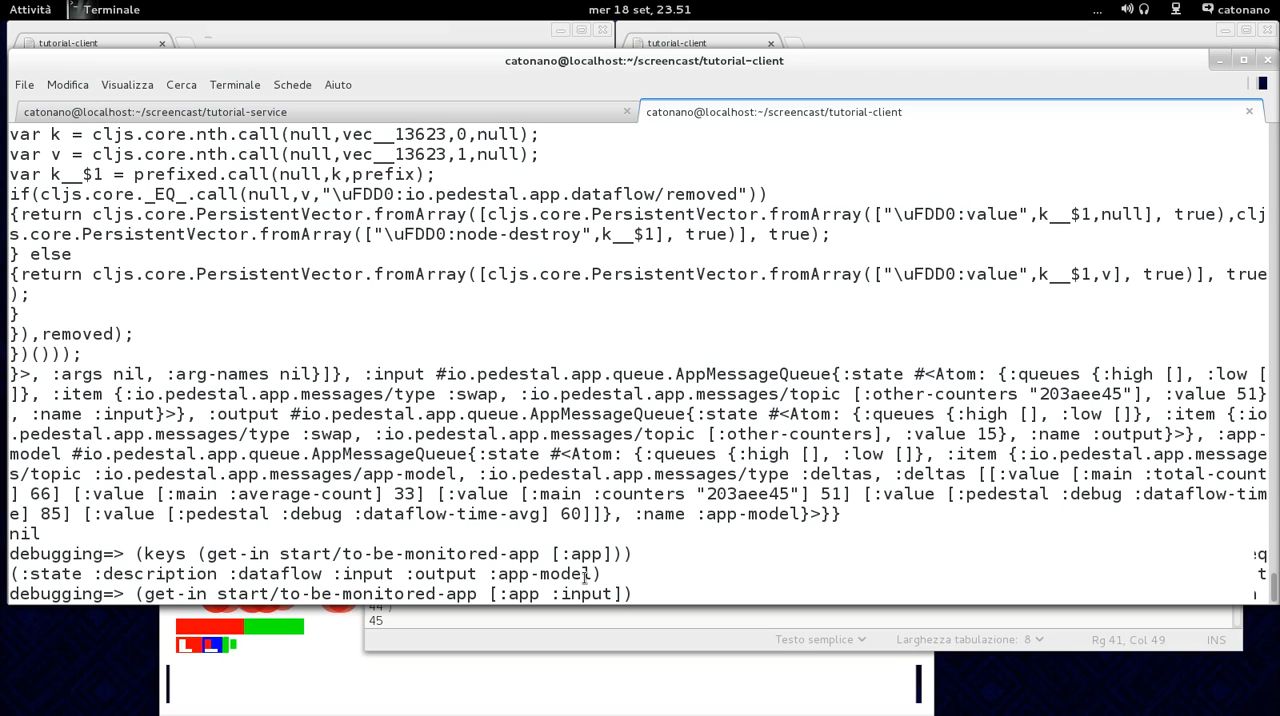 Attività
Terminale
mer 18 set, 23.51
...
catonano
tutorial-client
tutorial-client
catonano@localhost:~/screencast/tutorial-client
File Modifica Visualizza Cerca Terminale Schede Aiuto
catonano@localhost:~/screencast/tutorial-service
catonano@localhost:~/screencast/tutorial-client
var k = cljs.core.nth.call(null,vec__13623,0,null);
var v = cljs.core.nth.call(null,vec__13623,1,null);
var k__$1 = prefixed.call(null,k,prefix);
if(cljs.core._EQ_.call(null,v,"\uFDD0:io.pedestal.app.dataflow/removed"))
{return cljs.core.PersistentVector.fromArray([cljs.core.PersistentVector.fromArray(["\uFDD0:value",k__$1,null], true),clj
s.core.PersistentVector.fromArray(["\uFDD0:node-destroy",k__$1], true)], true);
} else
{return cljs.core.PersistentVector.fromArray([cljs.core.PersistentVector.fromArray(["\uFDD0:value",k__$1,v], true)], true
);
}
}),removed);
})()));
}>, :args nil, :arg-names nil}]}, :input #io.pedestal.app.queue.AppMessageQueue{:state #<Atom: {:queues {:high [], :low [
]}, :item {:io.pedestal.app.messages/type :swap, :io.pedestal.app.messages/topic [:other-counters "203aee45"], :value 51}
, :name :input}>}, :output #io.pedestal.app.queue.AppMessageQueue{:state #<Atom: {:queues {:high [], :low []}, :item {:io
.pedestal.app.messages/type :swap, :io.pedestal.app.messages/topic [:other-counters], :value 15}, :name :output}>}, :app-
model #io.pedestal.app.queue.AppMessageQueue{:state #<Atom: {:queues {:high [], :low []}, :item {:io.pedestal.app.message
s/topic :io.pedestal.app.messages/app-model, :io.pedestal.app.messages/type :deltas, :deltas [[:value [:main :total-count
] 66] [:value [:main :average-count] 33] [:value [:main :counters "203aee45"] 51] [:value [:pedestal :debug :dataflow-tim
e] 85] [:value [:pedestal :debug :dataflow-time-avg] 60]]}, :name :app-model}>}}
nil
debugging=> (keys (get-in start/to-be-monitored-app [:app]))
(:state :description :dataflow :input :output :app-model)
debugging=> (get-in start/to-be-monitored-app [:app :input])
45
Testo semplice
Larghezza tabulazione: 8
Rg 41, Col 49
INS